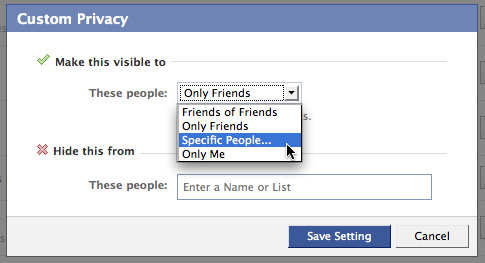 Custom Privacy
Make this visible to
These people: Only Friends
Friends of Friends
Only Friends
Specific People...
Only Me
Hide this from
These people: Enter a Name or List
Save Setting Cancel